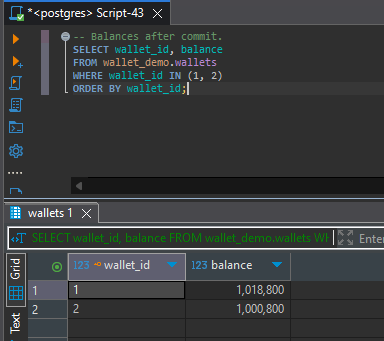 *<postgres> Script-43
-- Balances after commit.
SELECT wallet_id, balance
FROM wallet_demo.wallets
WHERE wallet_id IN (1, 2)
ORDER BY wallet_id;
wallets 1
SELECT wallet_id, balance FROM wallet_demo.wallets
Enter
Grid
Text
123 wallet_id
123 balance
1 1 1,018,800
2 2 1,000,800